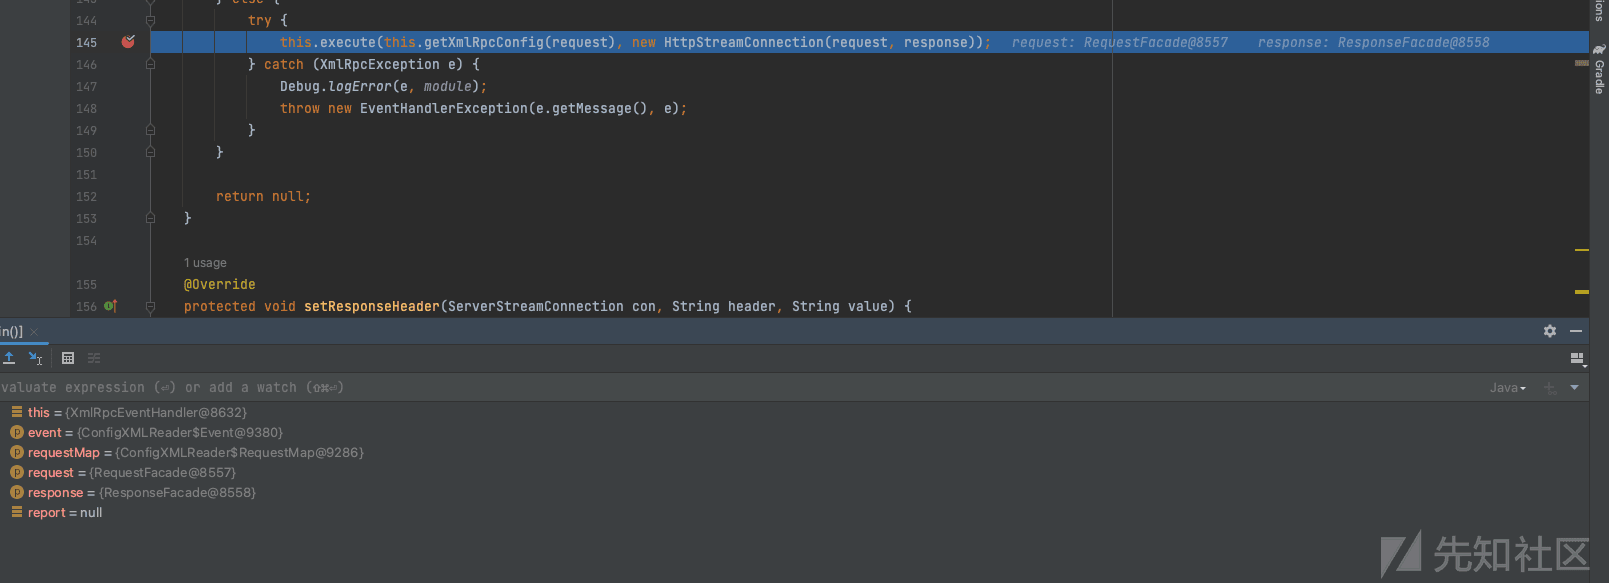 } else {
144 try {
145 this.execute(this.getXmlRpcConfig(request), new HttpStreamConnection(request, response)); request: RequestFacade@8557 response: ResponseFacade@8558
146 } catch (XmlRpcException e) {
147 Debug.logError(e, module);
148 throw new EventHandlerException(e.getMessage(), e);
149 }
150 }
151
152 return null;
153 }
154
1 usage
155 @Override
156 protected void setResponseHeader(ServerStreamConnection con, String header, String value) {
ions
Gradle
in()]
valuate expression (⏎) or add a watch (⇧⌘⏎)
Java
this = {XmlRpcEventHandler@8632}
event = {ConfigXMLReader$Event@9380}
requestMap = {ConfigXMLReader$RequestMap@9286}
request = {RequestFacade@8557}
response = {ResponseFacade@8558}
report = null
先知社区